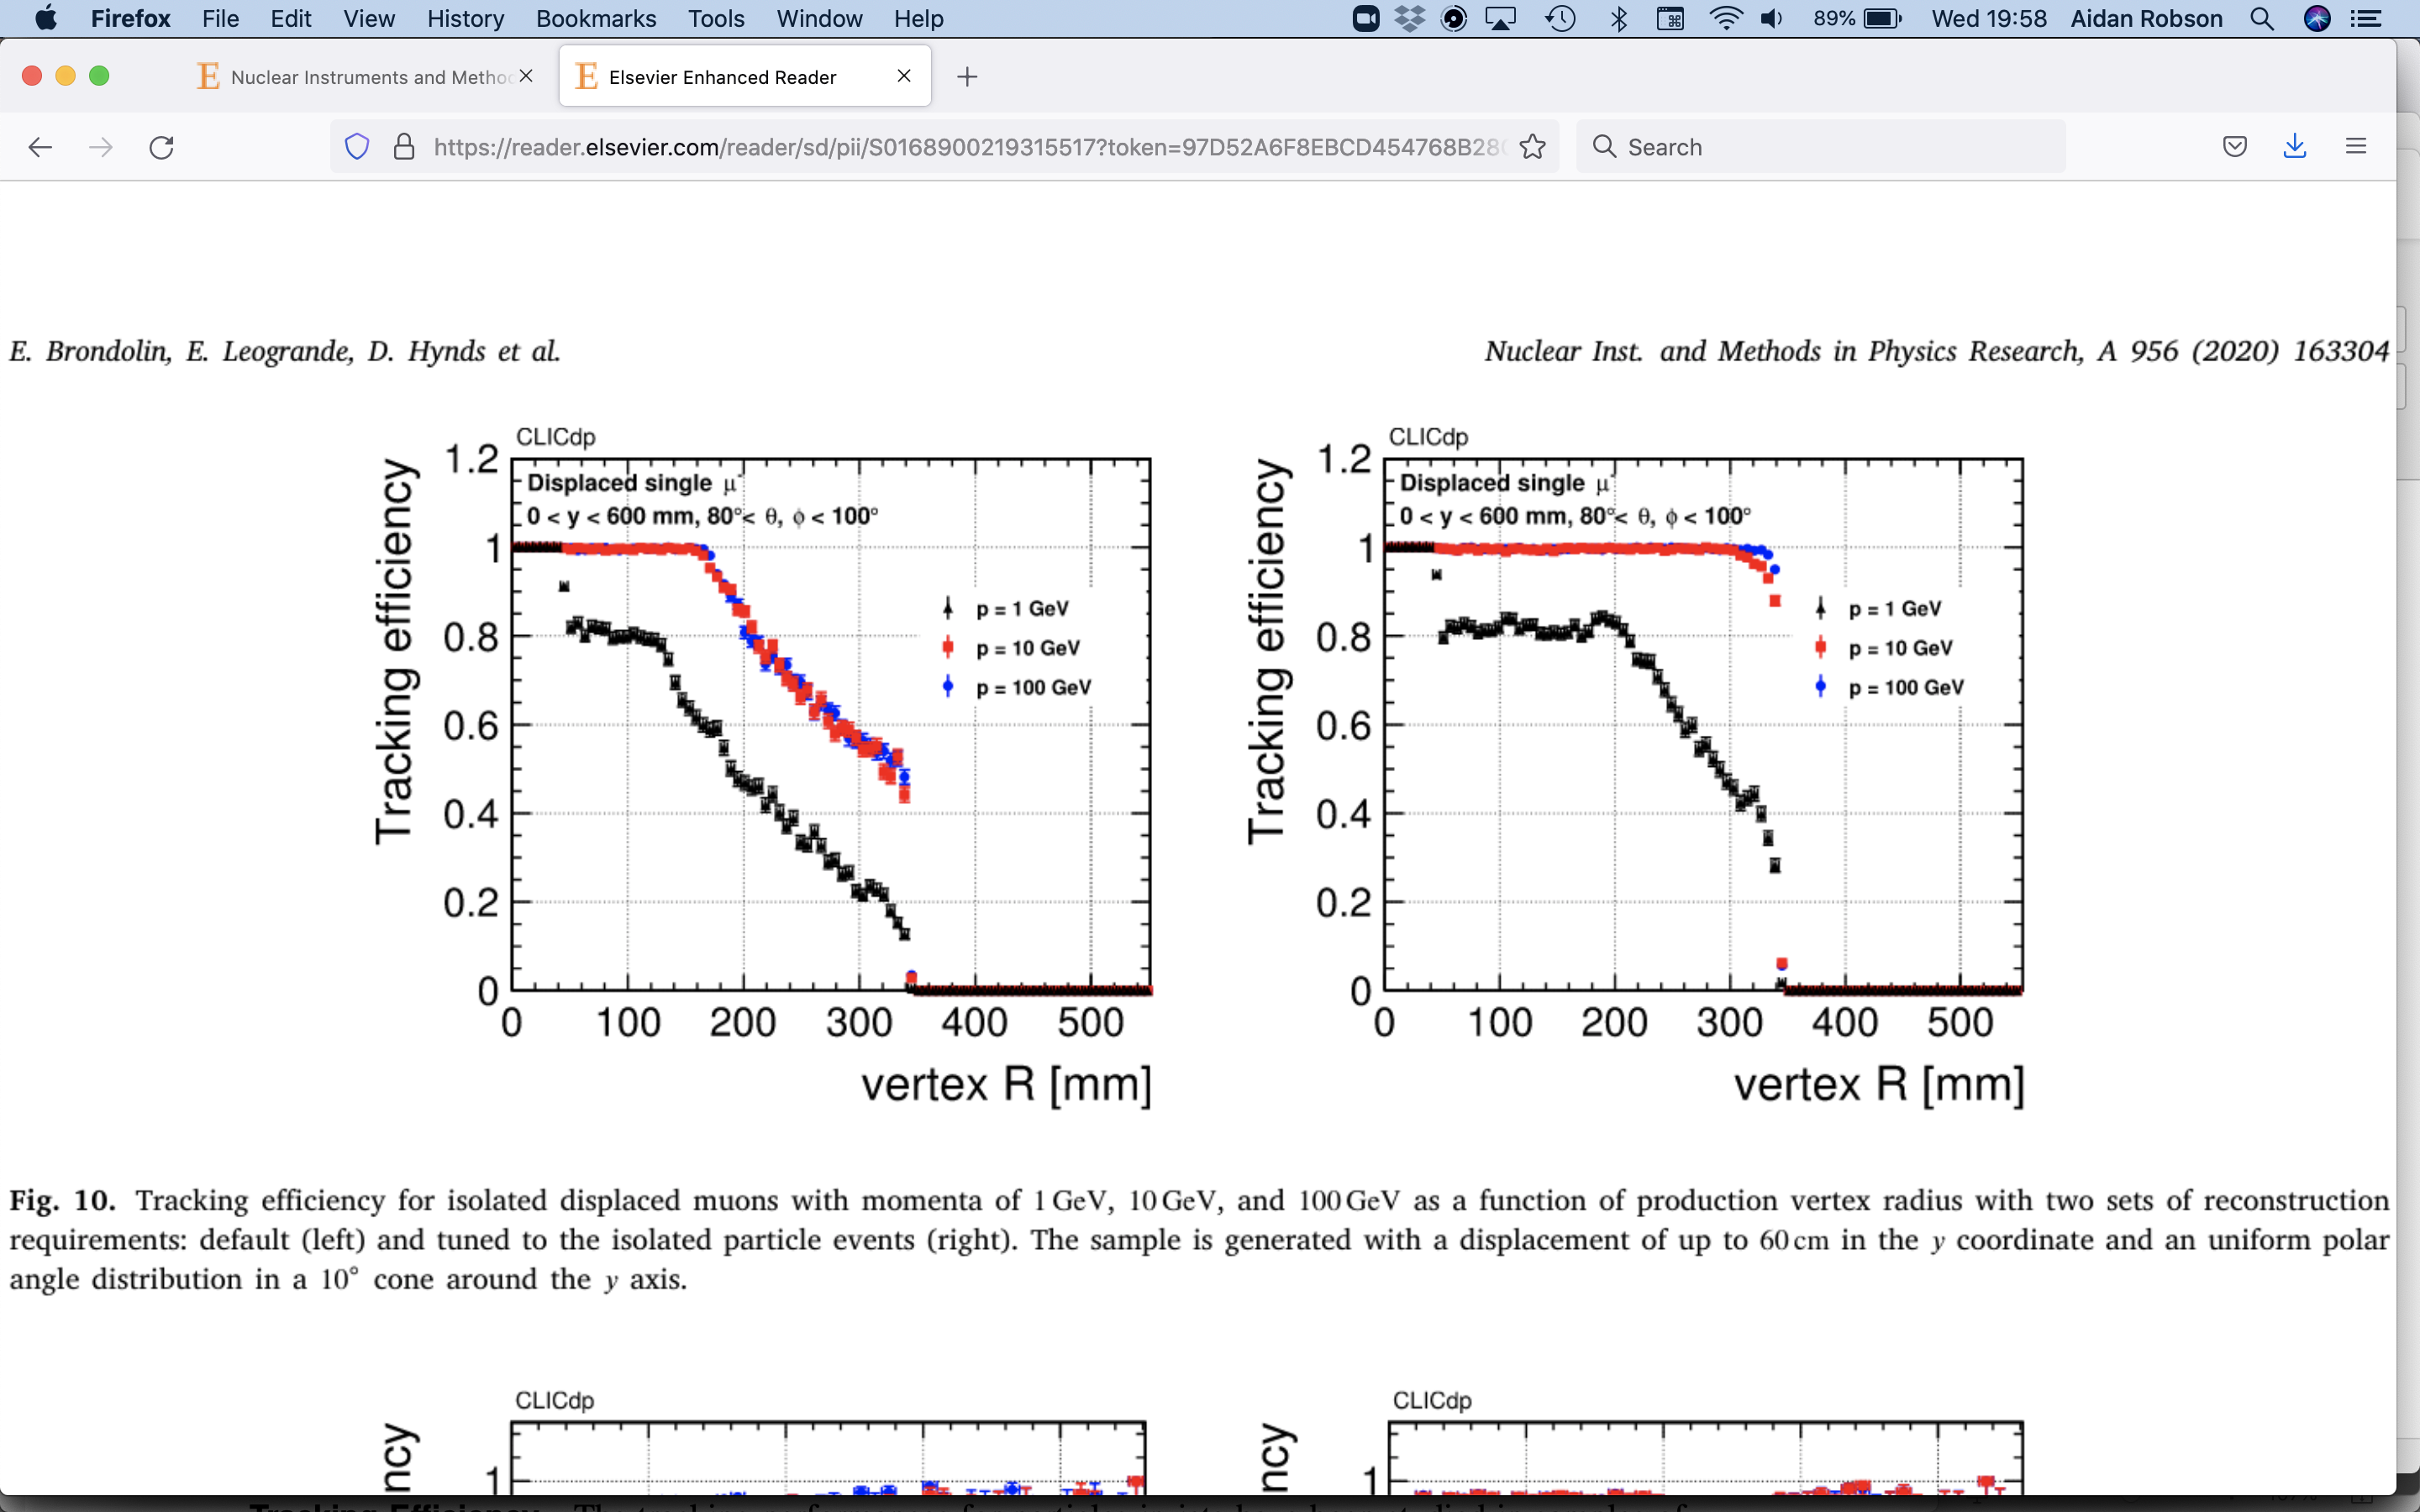 Firefox File Edit View History Bookmarks Tools Window Help 89% Wed 19:58 Aidan Robson
Nuclear Instruments and Metho Elsevier Enhanced Reader
https://reader.elsevier.com/reader/sd/pii/S0168900219315517?token=97D52A6F8EBCD454768B28 Search
E. Brondolin, E. Leogrande, D. Hynds et al. Nuclear Inst. and Methods in Physics Research, A 956 (2020) 163304
CLICdp
Displaced single μ⁻
0 < y < 600 mm, 80°< θ, ϕ < 100°
Tracking efficiency
1.2
1
0.8
0.6
0.4
0.2
0
p = 1 GeV
p = 10 GeV
p = 100 GeV
0 100 200 300 400 500
vertex R [mm]
CLICdp
Displaced single μ⁻
0 < y < 600 mm, 80°< θ, ϕ < 100°
Tracking efficiency
1.2
1
0.8
0.6
0.4
0.2
0
p = 1 GeV
p = 10 GeV
p = 100 GeV
0 100 200 300 400 500
vertex R [mm]
Fig. 10. Tracking efficiency for isolated displaced muons with momenta of 1 GeV, 10 GeV, and 100 GeV as a function of production vertex radius with two sets of reconstruction
requirements: default (left) and tuned to the isolated particle events (right). The sample is generated with a displacement of up to 60 cm in the y coordinate and an uniform polar
angle distribution in a 10° cone around the y axis.
CLICdp
ncy
1
CLICdp
ncy
1